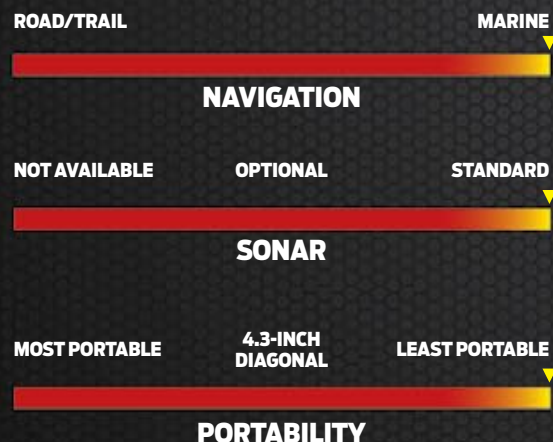 ROAD/TRAIL MARINE
NAVIGATION
NOT AVAILABLE OPTIONAL STANDARD
SONAR
MOST PORTABLE 4.3-INCH DIAGONAL LEAST PORTABLE
PORTABILITY